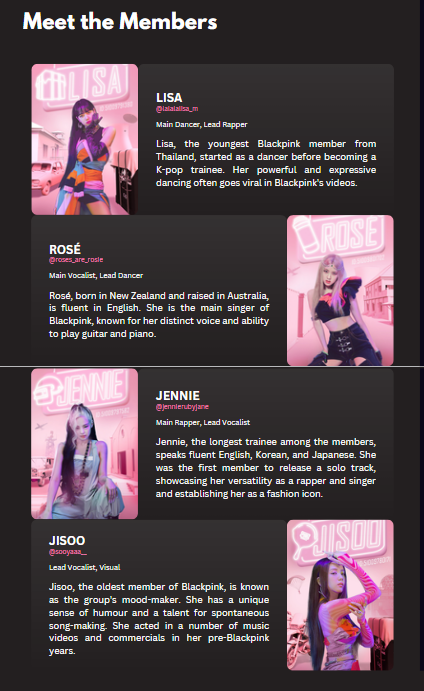 Meet the Members
LISA
LISA
@lalalalisa_m
Main Dancer, Lead Rapper
Lisa, the youngest Blackpink member from
Thailand, started as a dancer before becoming a
K-pop trainee. Her powerful and expressive
dancing often goes viral in Blackpink's videos.
ROSÉ
@roses_are_rosie
Main Vocalist, Lead Dancer
Rosé, born in New Zealand and raised in Australia,
is fluent in English. She is the main singer of
Blackpink, known for her distinct voice and ability
to play guitar and piano.
ROSÉ
JENNIE
JENNIE
@jennierubyjane
Main Rapper, Lead Vocalist
Jennie, the longest trainee among the members,
speaks fluent English, Korean, and Japanese. She
was the first member to release a solo track,
showcasing her versatility as a rapper and singer
and establishing her as a fashion icon.
JISOO
@sooyaaa__
Lead Vocalist, Visual
Jisoo, the oldest member of Blackpink, is known
as the group's mood-maker. She has a unique
sense of humour and a talent for spontaneous
song-making. She acted in a number of music
videos and commercials in her pre-Blackpink
years.
JISOO